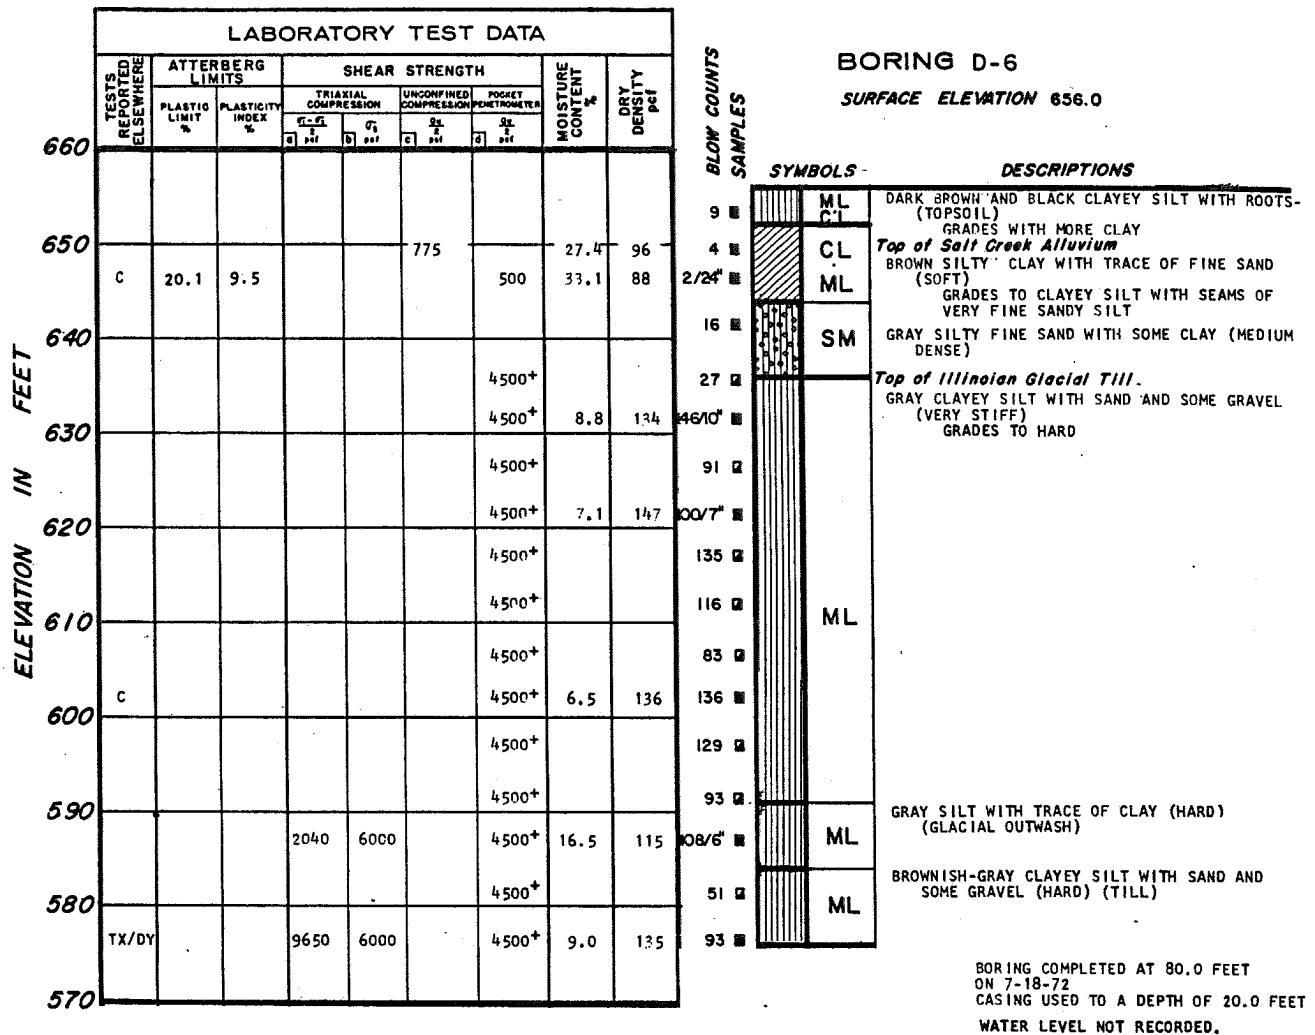 LABORATORY TEST DATA
TESTS REPORTED ELSEWHERE
ATTERBERG LIMITS
SHEAR STRENGTH
MOISTURE CONTENT %
DRY DENSITY pcf
PLASTIC LIMIT %
PLASTICITY INDEX %
TRIAXIAL COMPRESSION
UNCONFINED COMPRESSION
POCKET PENETROMETER
a
b
c
d
BLOW COUNTS
SAMPLES
BORING D-6
SURFACE ELEVATION 656.0
SYMBOLS
DESCRIPTIONS
ELEVATION IN FEET
660
9
ML
CL
DARK BROWN AND BLACK CLAYEY SILT WITH ROOTS-
(TOPSOIL)
GRADES WITH MORE CLAY
650
775 27.4 96 4
CL
ML
Top of Salt Creek Alluvium
C 20.1 9.5 500 33.1 88 2/24"
BROWN SILTY CLAY WITH TRACE OF FINE SAND
(SOFT)
GRADES TO CLAYEY SILT WITH SEAMS OF
VERY FINE SANDY SILT
16
640
SM
GRAY SILTY FINE SAND WITH SOME CLAY (MEDIUM
DENSE)
4500+ 27
Top of Illinoian Glacial Till.
4500+ 8.8 134 146/10"
GRAY CLAYEY SILT WITH SAND AND SOME GRAVEL
(VERY STIFF)
GRADES TO HARD
630
4500+ 91
4500+ 7.1 147 100/7"
620
4500+ 135
4500+ 116
610
ML
4500+ 83
C 4500+ 6.5 136 136
600
4500+ 129
4500+ 93
590
GRAY SILT WITH TRACE OF CLAY (HARD)
(GLACIAL OUTWASH)
2040 6000 4500+ 16.5 115 108/6"
ML
4500+ 51
BROWNISH-GRAY CLAYEY SILT WITH SAND AND
SOME GRAVEL (HARD) (TILL)
580
ML
TX/DY 9650 6000 4500+ 9.0 135 93
570
BORING COMPLETED AT 80.0 FEET
ON 7-18-72
CASING USED TO A DEPTH OF 20.0 FEET
WATER LEVEL NOT RECORDED.